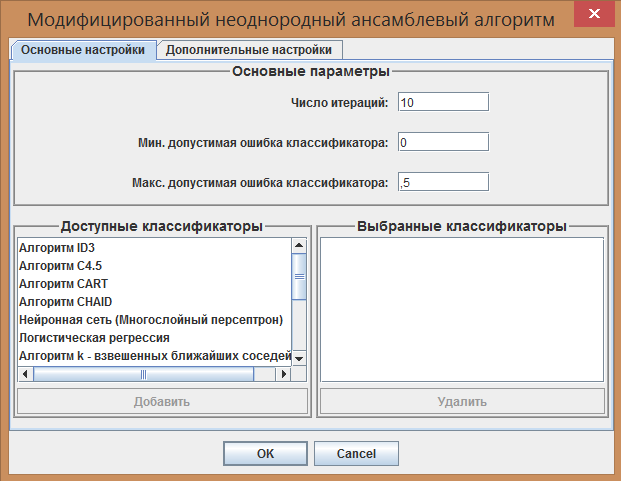 Модифицированный неоднородный ансамблевый алгоритм
Основные настройки
Дополнительные настройки
Основные параметры
Число итераций: 10
Мин. допустимая ошибка классификатора: 0
Макс. допустимая ошибка классификатора: ,5
Доступные классификаторы
Алгоритм ID3
Алгоритм C4.5
Алгоритм CART
Алгоритм CHAID
Нейронная сеть (Многослойный персептрон)
Логистическая регрессия
Алгоритм k - взвешенных ближайших соседей
Добавить
Выбранные классификаторы
Удалить
OK
Cancel